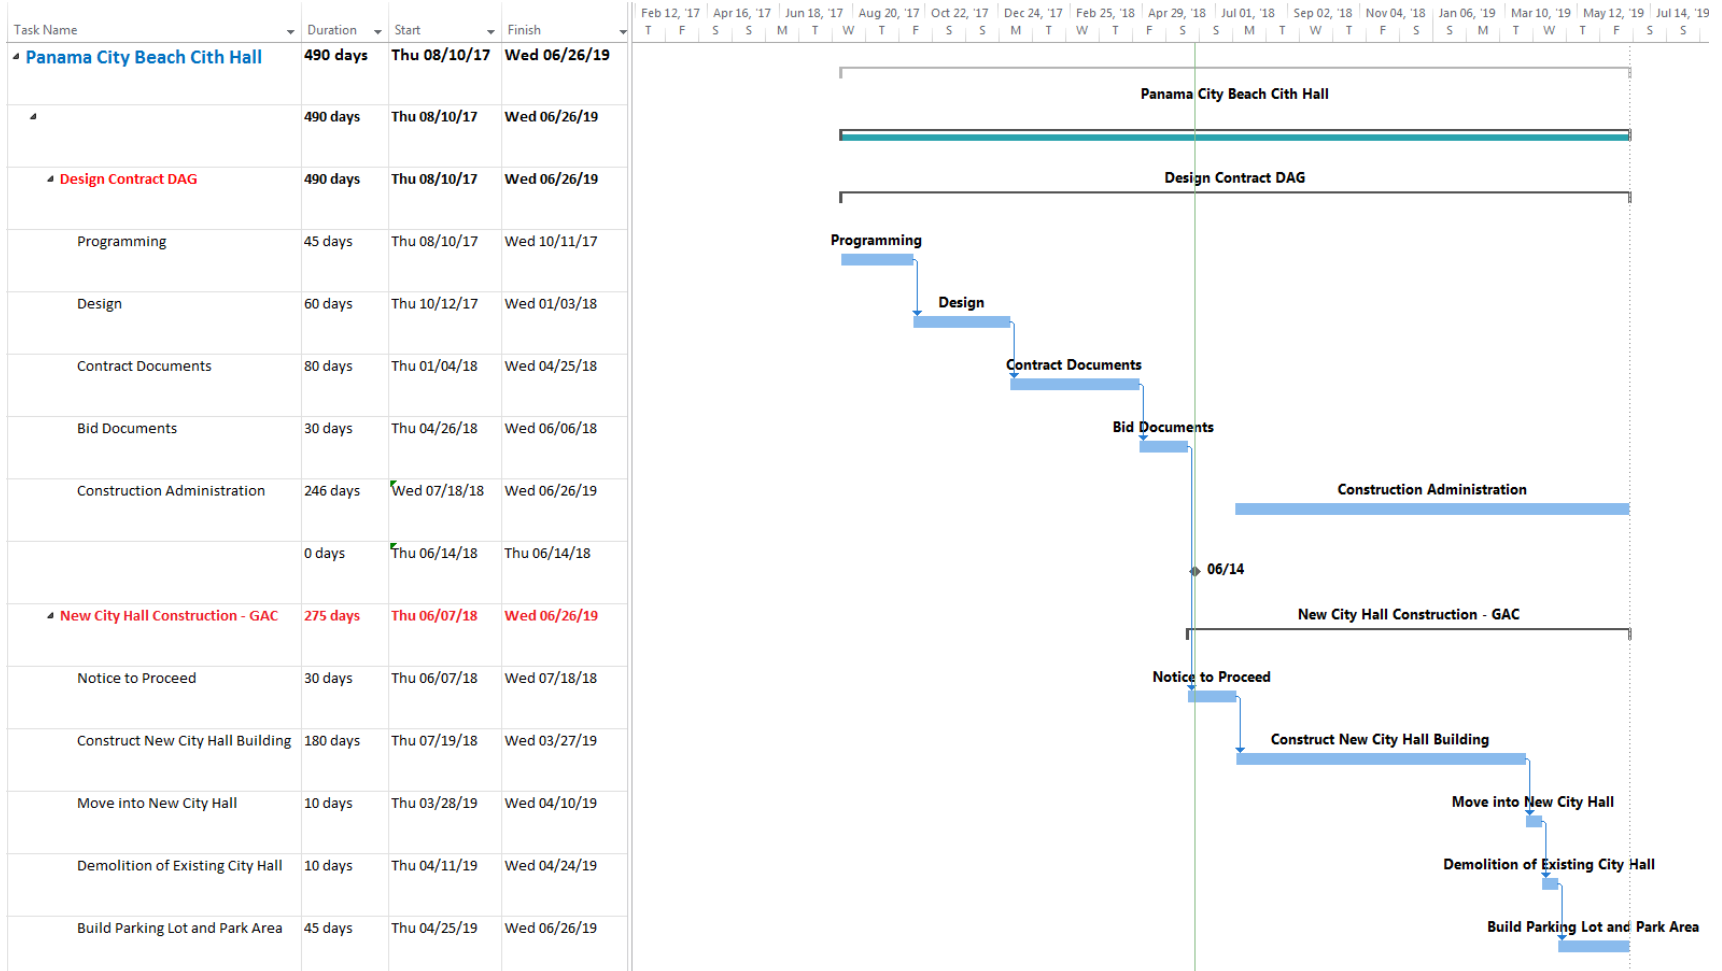 Feb 12, '17 Apr 16, '17 Jun 18, '17 Aug 20, '17 Oct 22, '17 Dec 24, '17 Feb 25, '18 Apr 29, '18 Jul 01, '18 Sep 02, '18 Nov 04, '18 Jan 06, '19 Mar 10, '19 May 12, '19 Jul 14, '19
Task Name Duration Start Finish T F S S M T W T F S S M T W T F S S M T W T F S S M T W T F S S
Panama City Beach Cith Hall 490 days Thu 08/10/17 Wed 06/26/19
Panama City Beach Cith Hall
490 days Thu 08/10/17 Wed 06/26/19
Design Contract DAG 490 days Thu 08/10/17 Wed 06/26/19 Design Contract DAG
Programming 45 days Thu 08/10/17 Wed 10/11/17 Programming
Design 60 days Thu 10/12/17 Wed 01/03/18 Design
Contract Documents 80 days Thu 01/04/18 Wed 04/25/18 Contract Documents
Bid Documents 30 days Thu 04/26/18 Wed 06/06/18 Bid Documents
Construction Administration 246 days Wed 07/18/18 Wed 06/26/19 Construction Administration
0 days Thu 06/14/18 Thu 06/14/18
06/14
New City Hall Construction - GAC 275 days Thu 06/07/18 Wed 06/26/19 New City Hall Construction - GAC
Notice to Proceed 30 days Thu 06/07/18 Wed 07/18/18 Notice to Proceed
Construct New City Hall Building 180 days Thu 07/19/18 Wed 03/27/19 Construct New City Hall Building
Move into New City Hall 10 days Thu 03/28/19 Wed 04/10/19 Move into New City Hall
Demolition of Existing City Hall 10 days Thu 04/11/19 Wed 04/24/19 Demolition of Existing City Hall
Build Parking Lot and Park Area 45 days Thu 04/25/19 Wed 06/26/19 Build Parking Lot and Park Area